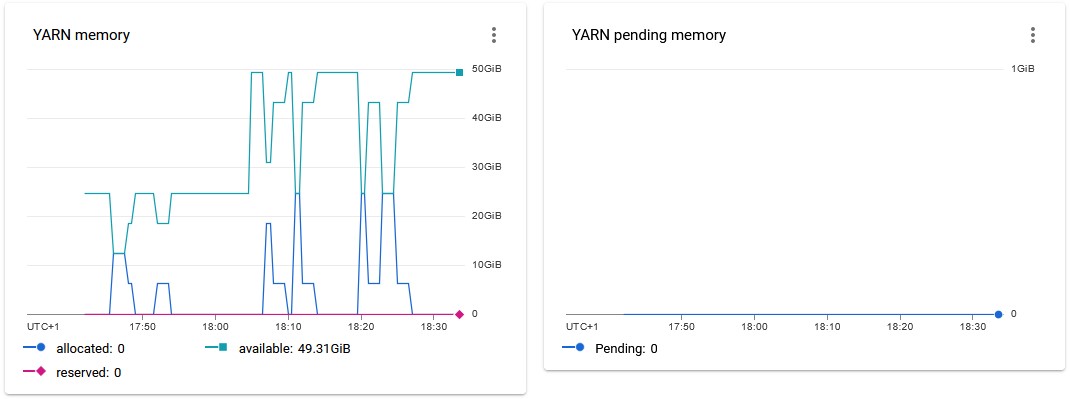 YARN memory
50GiB
40GiB
30GiB
20GiB
10GiB
0
UTC+1 17:50 18:00 18:10 18:20 18:30
allocated: 0 available: 49.31GiB
reserved: 0
YARN pending memory
1GiB
0
UTC+1 17:50 18:00 18:10 18:20 18:30
Pending: 0